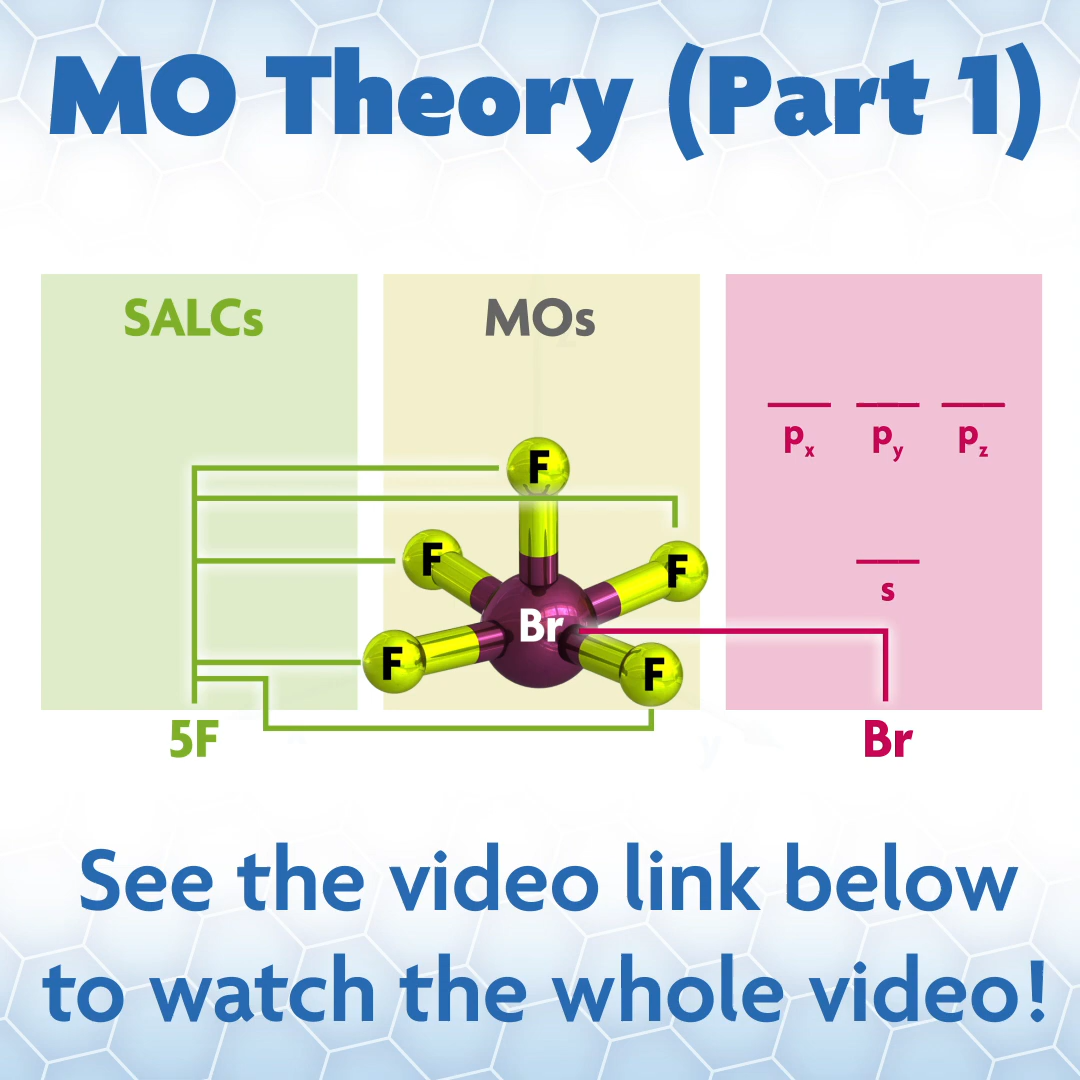 MO Theory (Part 1)
SALCs
MOs
px py pz
F
F
F
s
Br
F
F
5F
Br
See the video link below
to watch the whole video!